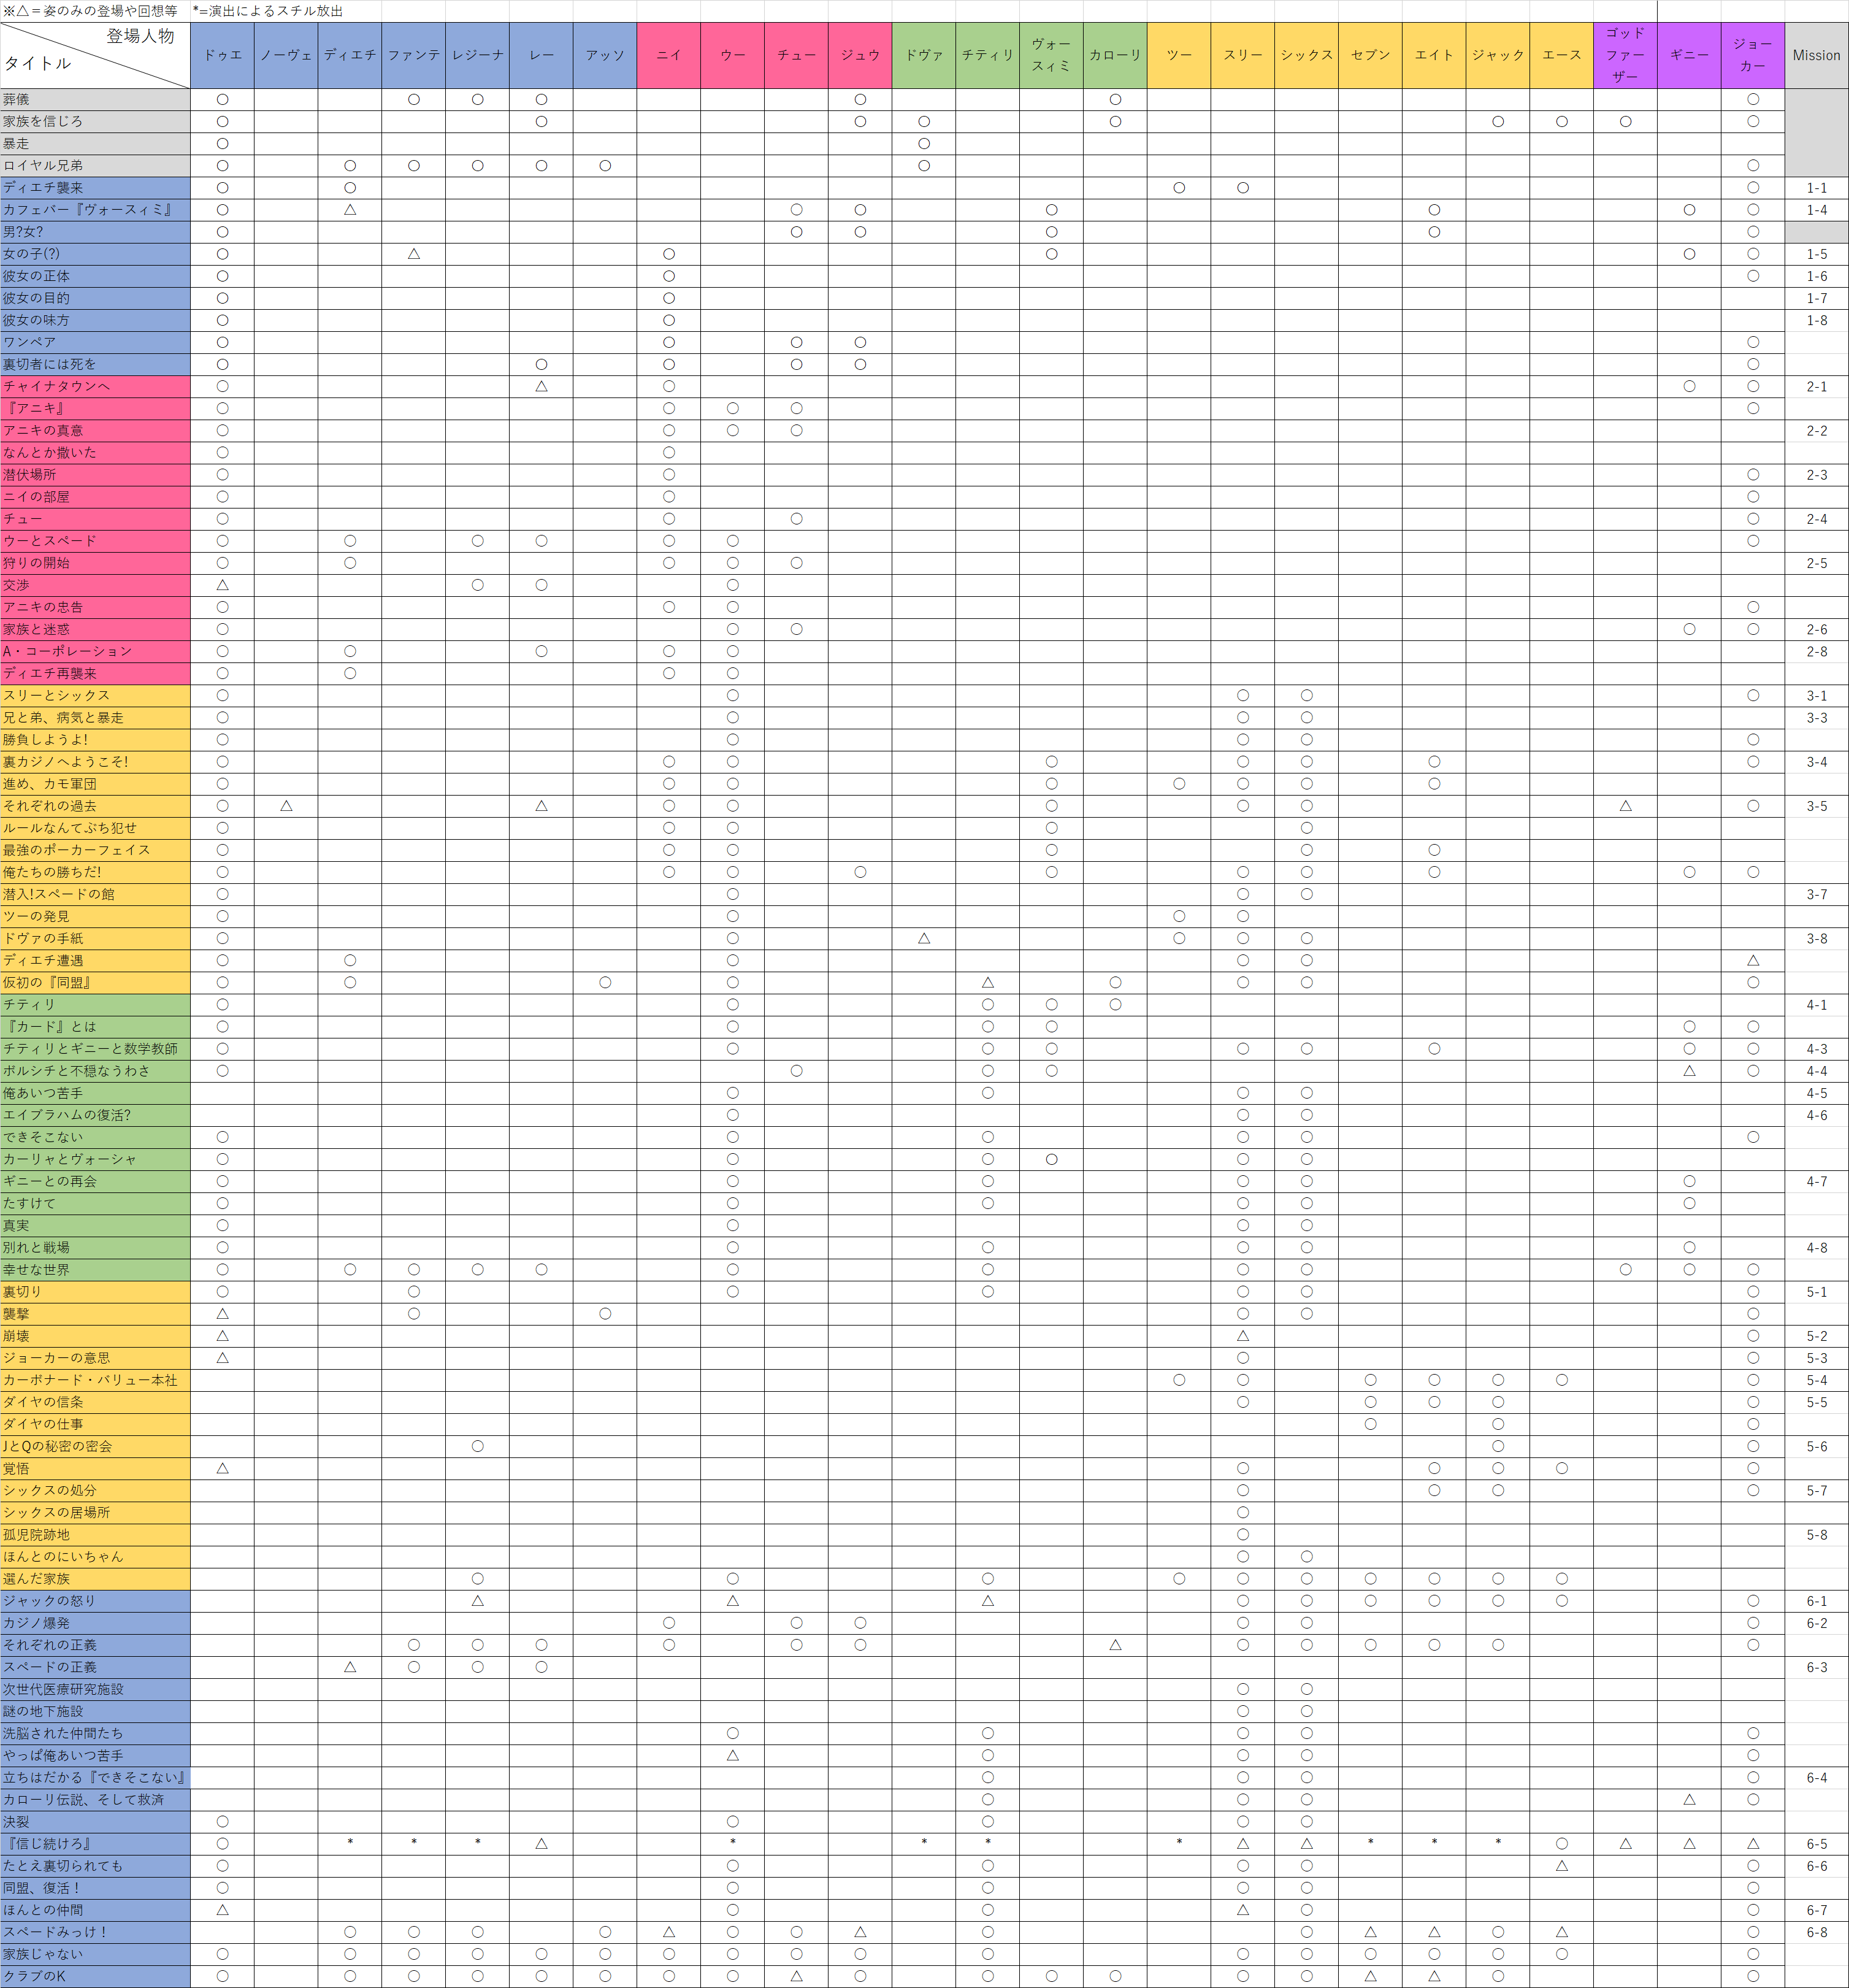 ※△＝姿のみの登場や回想等 *=演出によるスチル放出
登場人物
タイトル
ドゥエ ノーヴェ ディエチ ファンテ レジーナ レー アッソ ニイ ウー チュー ジュウ ドヴァ チティリ ヴォースィミ カローリ ツー スリー シックス セブン エイト ジャック エース ゴッドファーザー ギニー ジョーカー Mission
葬儀 〇 〇 〇 〇 〇 〇 〇
家族を信じろ 〇 〇 〇 〇 〇 〇 〇 〇 〇
暴走 〇 〇
ロイヤル兄弟 〇 〇 〇 〇 〇 〇 〇 〇
ディエチ襲来 〇 〇 〇 〇 〇 1-1
カフェバー『ヴォースィミ』 〇 △ 〇 〇 〇 〇 〇 〇 1-4
男?女? 〇 〇 〇 〇 〇 〇
女の子(?) 〇 △ 〇 〇 〇 〇 1-5
彼女の正体 〇 〇 〇 1-6
彼女の目的 〇 〇 1-7
彼女の味方 〇 〇 1-8
ワンペア 〇 〇 〇 〇 〇
裏切者には死を 〇 〇 〇 〇 〇 〇
チャイナタウンへ 〇 △ 〇 〇 〇 2-1
『アニキ』 〇 〇 〇 〇 〇
アニキの真意 〇 〇 〇 〇 2-2
なんとか撒いた 〇 〇
潜伏場所 〇 〇 〇 2-3
ニイの部屋 〇 〇 〇
チュー 〇 〇 〇 〇 2-4
ウーとスペード 〇 〇 〇 〇 〇 〇 〇
狩りの開始 〇 〇 〇 〇 〇 2-5
交渉 △ 〇 〇 〇
アニキの忠告 〇 〇 〇 〇
家族と迷惑 〇 〇 〇 〇 〇 2-6
A・コーポレーション 〇 〇 〇 〇 〇 2-8
ディエチ再襲来 〇 〇 〇 〇
スリーとシックス 〇 〇 〇 〇 〇 3-1
兄と弟、病気と暴走 〇 〇 〇 〇 3-3
勝負しようよ! 〇 〇 〇 〇 〇
裏カジノへようこそ! 〇 〇 〇 〇 〇 〇 〇 〇 3-4
進め、カモ軍団 〇 〇 〇 〇 〇 〇 〇 〇
それぞれの過去 〇 △ △ 〇 〇 〇 〇 〇 △ 〇 3-5
ルールなんてぶち犯せ 〇 〇 〇 〇 〇
最強のポーカーフェイス 〇 〇 〇 〇 〇 〇
俺たちの勝ちだ! 〇 〇 〇 〇 〇 〇 〇 〇 〇 〇
潜入!スペードの館 〇 〇 〇 〇 3-7
ツーの発見 〇 〇 〇 〇
ドヴァの手紙 〇 〇 △ 〇 〇 〇 3-8
ディエチ遭遇 〇 〇 〇 〇 〇 △
仮初の『同盟』 〇 〇 〇 〇 △ 〇 〇 〇 〇
チティリ 〇 〇 〇 〇 〇 4-1
『カード』とは 〇 〇 〇 〇 〇 〇
チティリとギニーと数学教師 〇 〇 〇 〇 〇 〇 〇 〇 〇 4-3
ボルシチと不穏なうわさ 〇 〇 〇 〇 △ 〇 4-4
俺あいつ苦手 〇 〇 〇 〇 4-5
エイブラハムの復活? 〇 〇 〇 4-6
できそこない 〇 〇 〇 〇 〇 〇
カーリャとヴォーシャ 〇 〇 〇 〇 〇 〇
ギニーとの再会 〇 〇 〇 〇 〇 〇 4-7
たすけて 〇 〇 〇 〇 〇 〇
真実 〇 〇 〇 〇
別れと戦場 〇 〇 〇 〇 〇 〇 4-8
幸せな世界 〇 〇 〇 〇 〇 〇 〇 〇 〇 〇 〇 〇
裏切り 〇 〇 〇 〇 〇 〇 〇 5-1
襲撃 △ 〇 〇 〇 〇 〇
崩壊 △ △ 〇 5-2
ジョーカーの意思 △ 〇 〇 5-3
カーボナード・バリュー本社 〇 〇 〇 〇 〇 〇 〇 5-4
ダイヤの信条 〇 〇 〇 〇 〇 5-5
ダイヤの仕事 〇 〇 〇
JとQの秘密の密会 〇 〇 〇 5-6
覚悟 △ 〇 〇 〇 〇 〇
シックスの処分 〇 〇 〇 〇 5-7
シックスの居場所 〇
孤児院跡地 〇 5-8
ほんとのにいちゃん 〇 〇
選んだ家族 〇 〇 〇 〇 〇 〇 〇 〇 〇 〇
ジャックの怒り △ △ △ 〇 〇 〇 〇 〇 〇 〇 6-1
カジノ爆発 〇 〇 〇 〇 〇 〇 6-2
それぞれの正義 〇 〇 〇 〇 〇 〇 △ 〇 〇 〇 〇 〇 〇
スペードの正義 △ 〇 〇 〇 6-3
次世代医療研究施設 〇 〇
謎の地下施設 〇 〇
洗脳された仲間たち 〇 〇 〇 〇 〇
やっぱ俺あいつ苦手 △ 〇 〇 〇 〇
立ちはだかる『できそこない』 〇 〇 〇 〇 6-4
カローリ伝説、そして救済 〇 〇 〇 △ 〇
決裂 〇 〇 〇 〇 〇
『信じ続けろ』 〇 * * * △ * * * * △ △ * * * 〇 △ △ △ 6-5
たとえ裏切られても 〇 〇 〇 〇 〇 △ 〇 6-6
同盟、復活！ 〇 〇 〇 〇 〇 〇
ほんとの仲間 △ 〇 〇 △ 〇 〇 6-7
スペードみっけ！ 〇 〇 〇 〇 △ 〇 〇 △ 〇 〇 △ △ 〇 △ 〇 6-8
家族じゃない 〇 〇 〇 〇 〇 〇 〇 〇 〇 〇 〇 〇 〇 〇 〇 〇 〇 〇
クラブのK 〇 〇 〇 〇 〇 〇 〇 〇 △ 〇 〇 〇 〇 〇 〇 △ △ 〇 〇